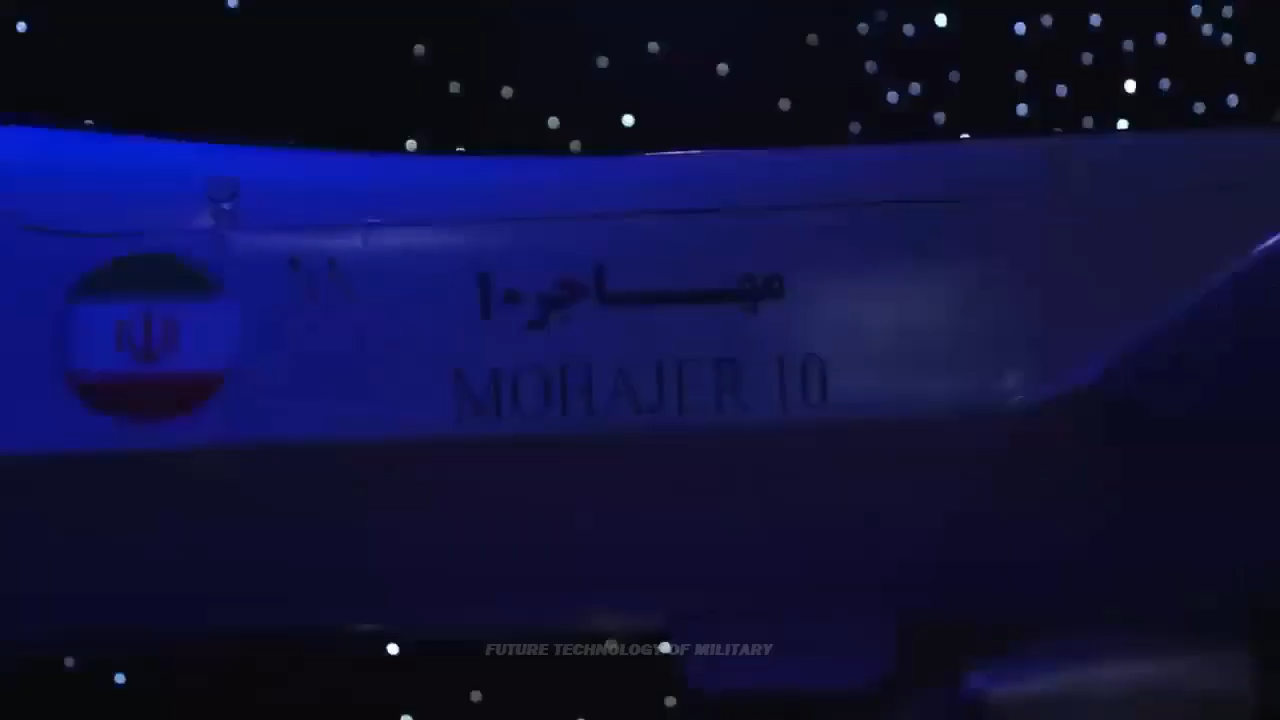 مهاجر۱۰
MOHAJER 10
FUTURE TECHNOLOGY OF MILITARY